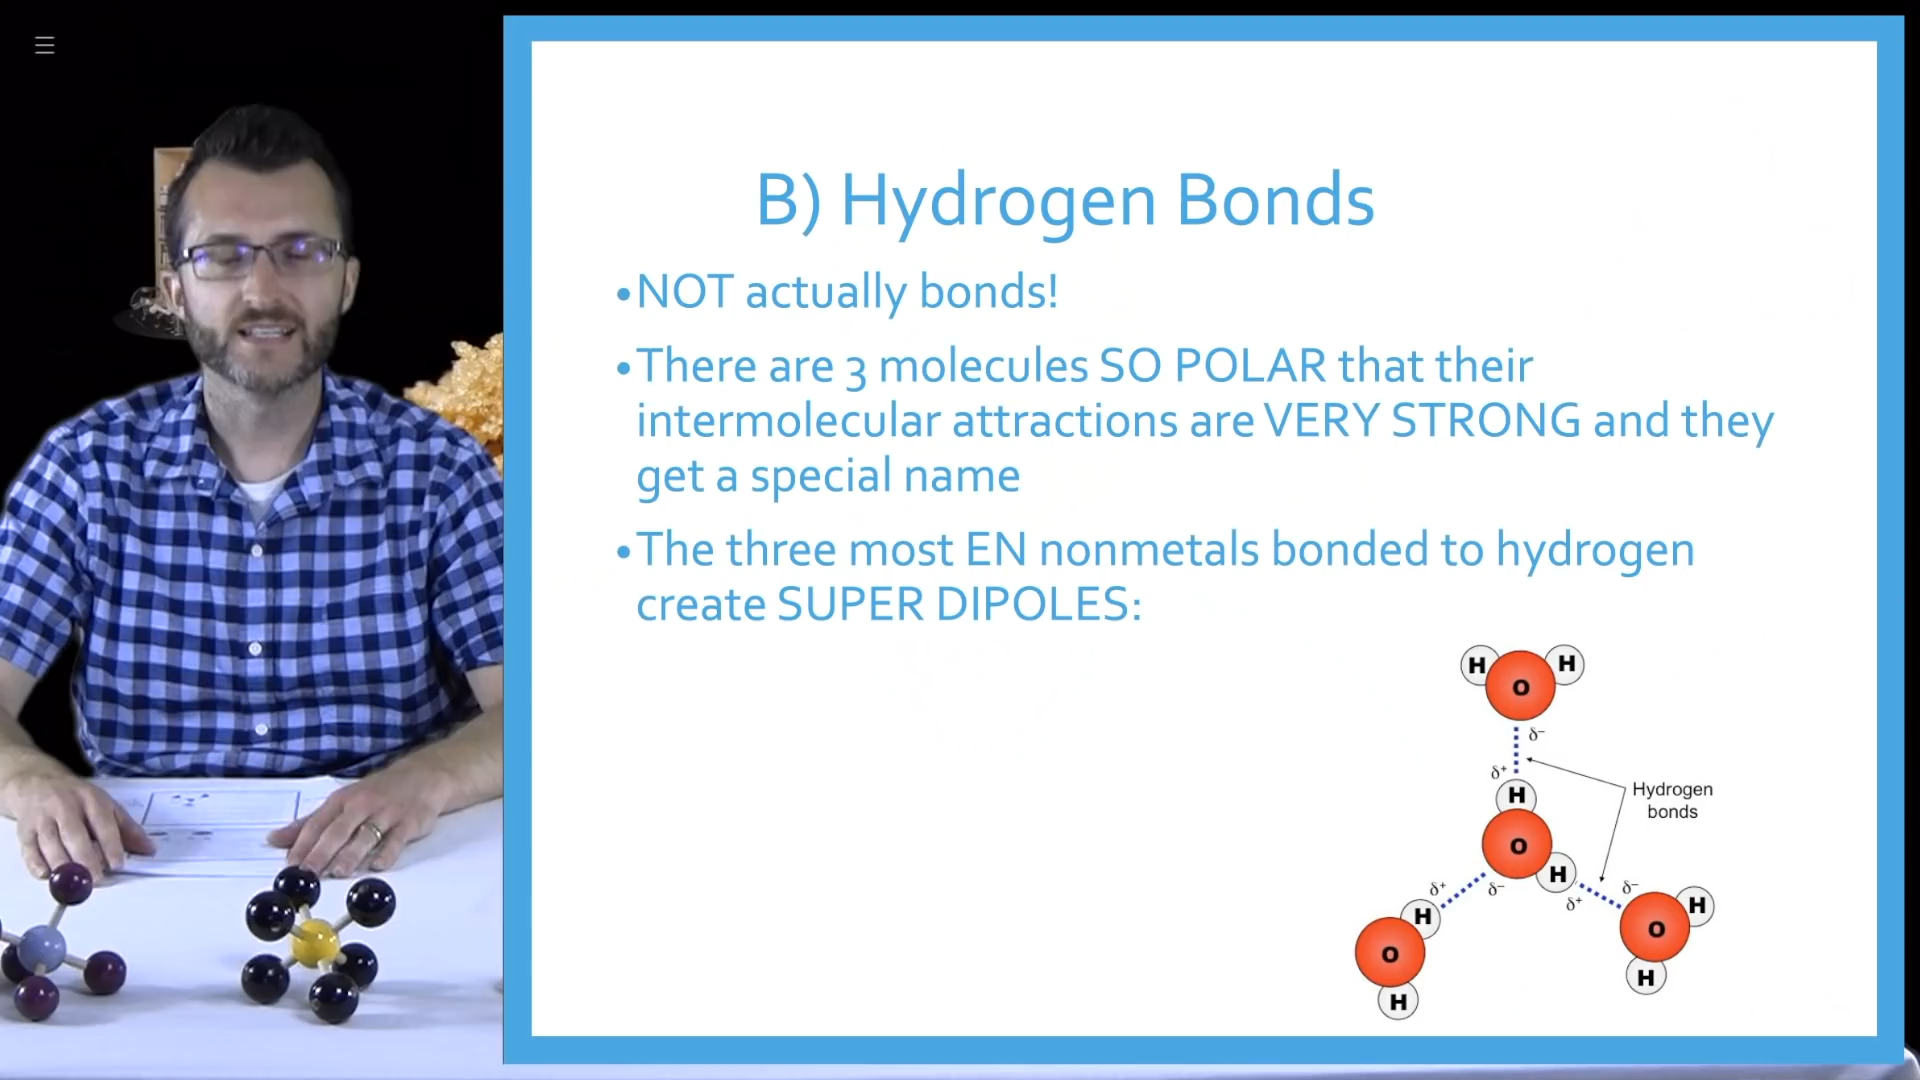 B) Hydrogen Bonds
•NOT actually bonds!
•There are 3 molecules SO POLAR that their
intermolecular attractions are VERY STRONG and they
get a special name
•The three most EN nonmetals bonded to hydrogen
create SUPER DIPOLES:
H O H
δ⁻
δ⁺
H
Hydrogen
bonds
O
H
δ⁺ δ⁻ δ⁺ δ⁻
H
O
H
O
H
H